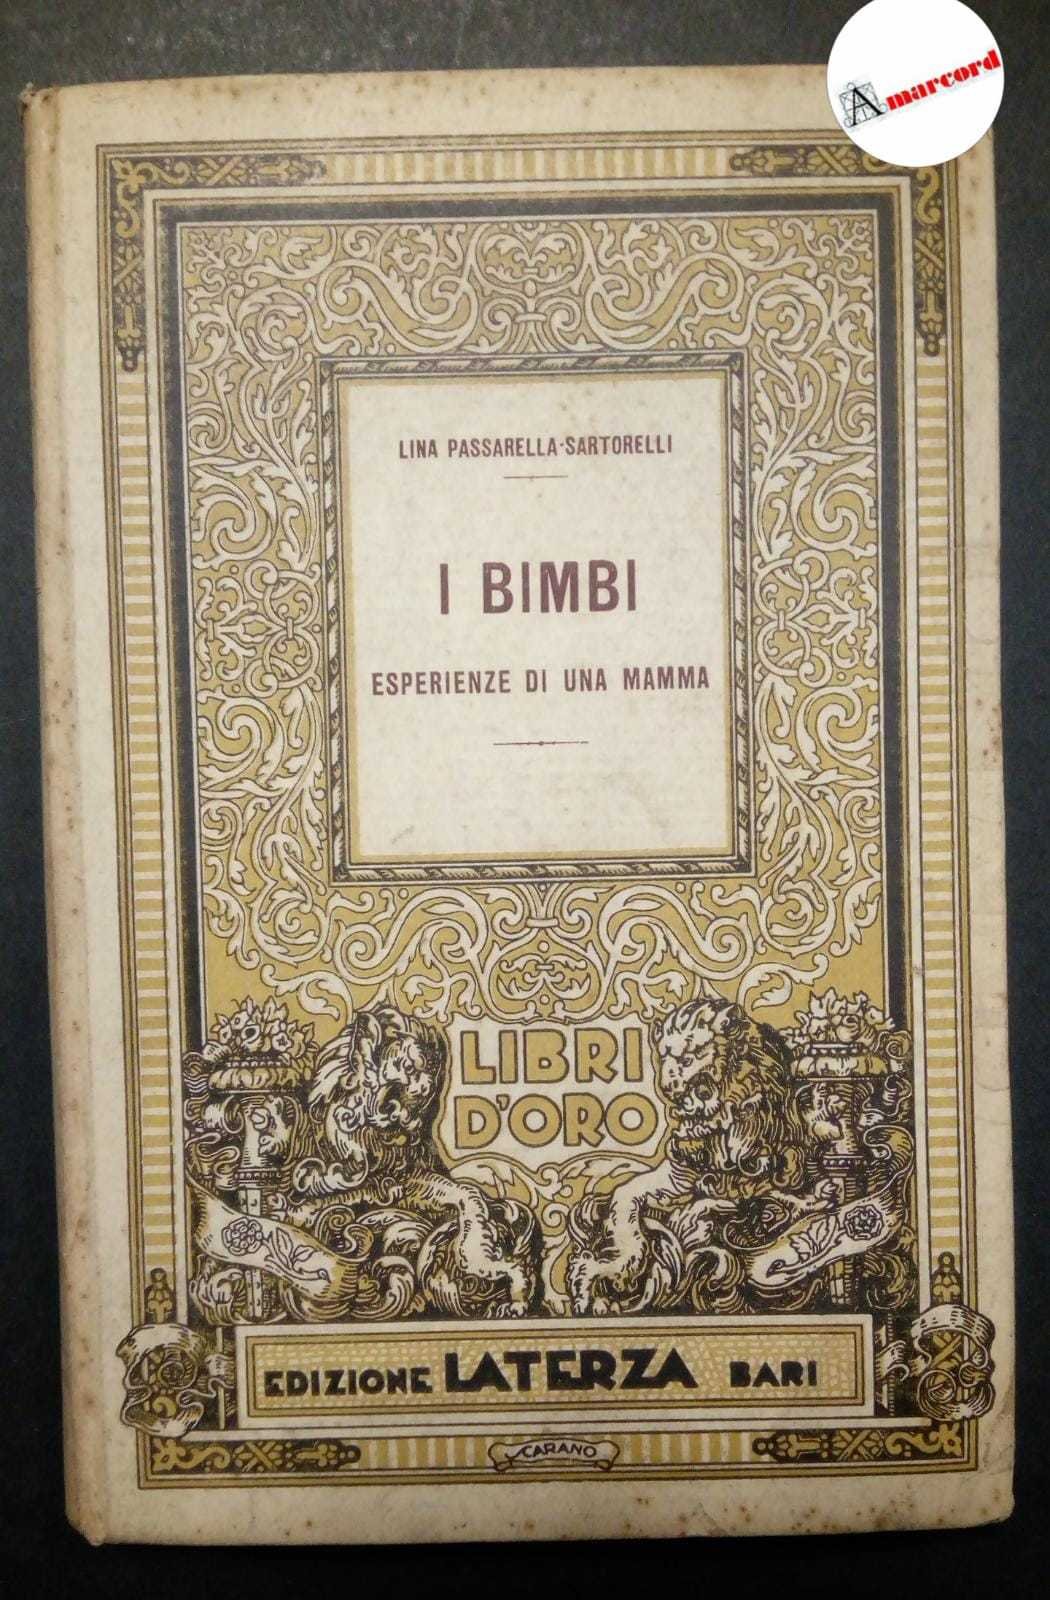 Amarcord
LINA PASSARELLA-SARTORELLI
I BIMBI
ESPERIENZE DI UNA MAMMA
LIBRI
D'ORO
EDIZIONE LATERZA BARI
CARANO